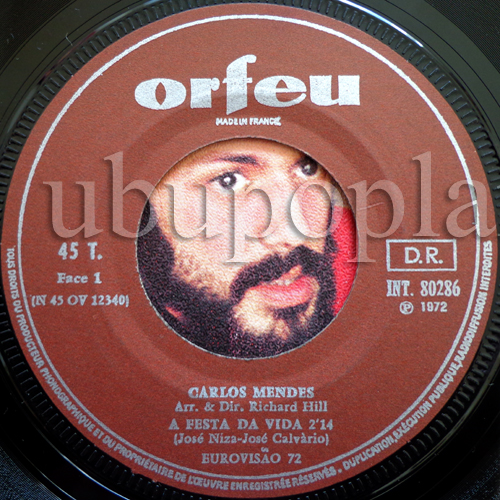 orfeu
MADE IN FRANCE
ubupopla
45 T.
Face 1
(IN 45 OV 12340)
D.R.
INT. 80286
℗ 1972
CARLOS MENDES
Arr. & Dir. Richard Hill
A FESTA DA VIDA 2'14
(José Niza-José Calvàrio)
EUROVISÃO 72
TOUS DROITS DU PRODUCTEUR PHONOGRAPHIQUE ET DU PROPRIÉTAIRE DE L'ŒUVRE ENREGISTRÉE RÉSERVÉS - DUPLICATION, EXÉCUTION PUBLIQUE, RADIODIFFUSION INTERDITES